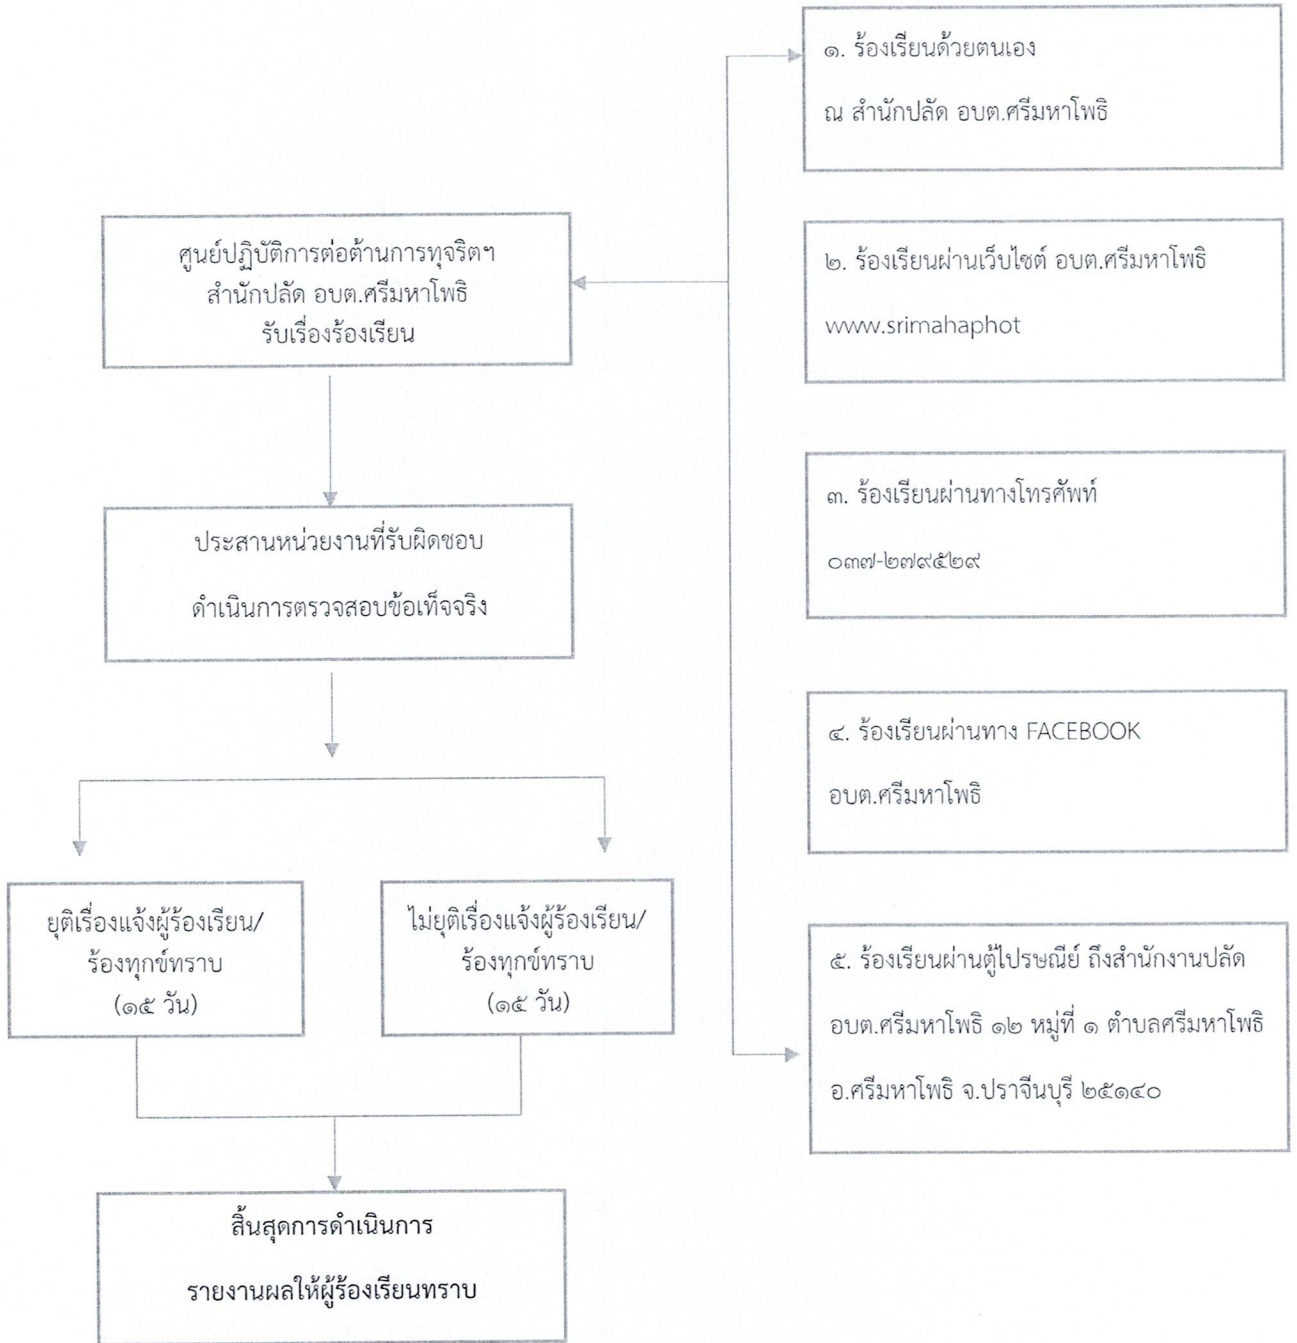 ศูนย์ปฏิบัติการต่อต้านการทุจริตฯ
สำนักปลัด อบต.ศรีมหาโพธิ
รับเรื่องร้องเรียน
ประสานหน่วยงานที่รับผิดชอบ
ดำเนินการตรวจสอบข้อเท็จจริง
ยุติเรื่องแจ้งผู้ร้องเรียน/
ร้องทุกข์ทราบ
(๑๕ วัน)
ไม่ยุติเรื่องแจ้งผู้ร้องเรียน/
ร้องทุกข์ทราบ
(๑๕ วัน)
สิ้นสุดการดำเนินการ
รายงานผลให้ผู้ร้องเรียนทราบ
๑. ร้องเรียนด้วยตนเอง
ณ สำนักปลัด อบต.ศรีมหาโพธิ
๒. ร้องเรียนผ่านเว็บไซต์ อบต.ศรีมหาโพธิ
www.srimahaphot
๓. ร้องเรียนผ่านทางโทรศัพท์
๐๓๗-๒๗๙๕๒๙
๔. ร้องเรียนผ่านทาง FACEBOOK
อบต.ศรีมหาโพธิ
๕. ร้องเรียนผ่านตู้ไปรษณีย์ ถึงสำนักงานปลัด
อบต.ศรีมหาโพธิ ๑๒ หมู่ที่ ๑ ตำบลศรีมหาโพธิ
อ.ศรีมหาโพธิ จ.ปราจีนบุรี ๒๕๑๔๐